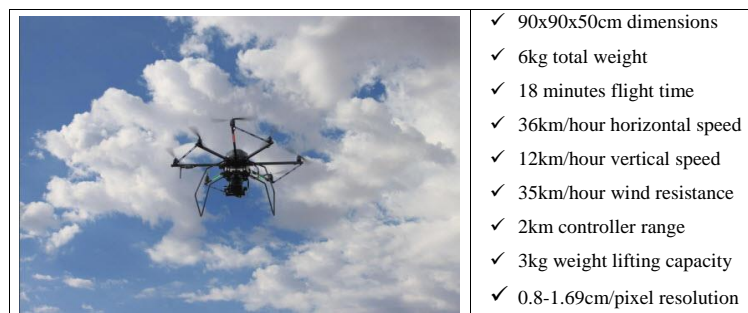 ✓ 90x90x50cm dimensions
✓ 6kg total weight
✓ 18 minutes flight time
✓ 36km/hour horizontal speed
✓ 12km/hour vertical speed
✓ 35km/hour wind resistance
✓ 2km controller range
✓ 3kg weight lifting capacity
✓ 0.8-1.69cm/pixel resolution